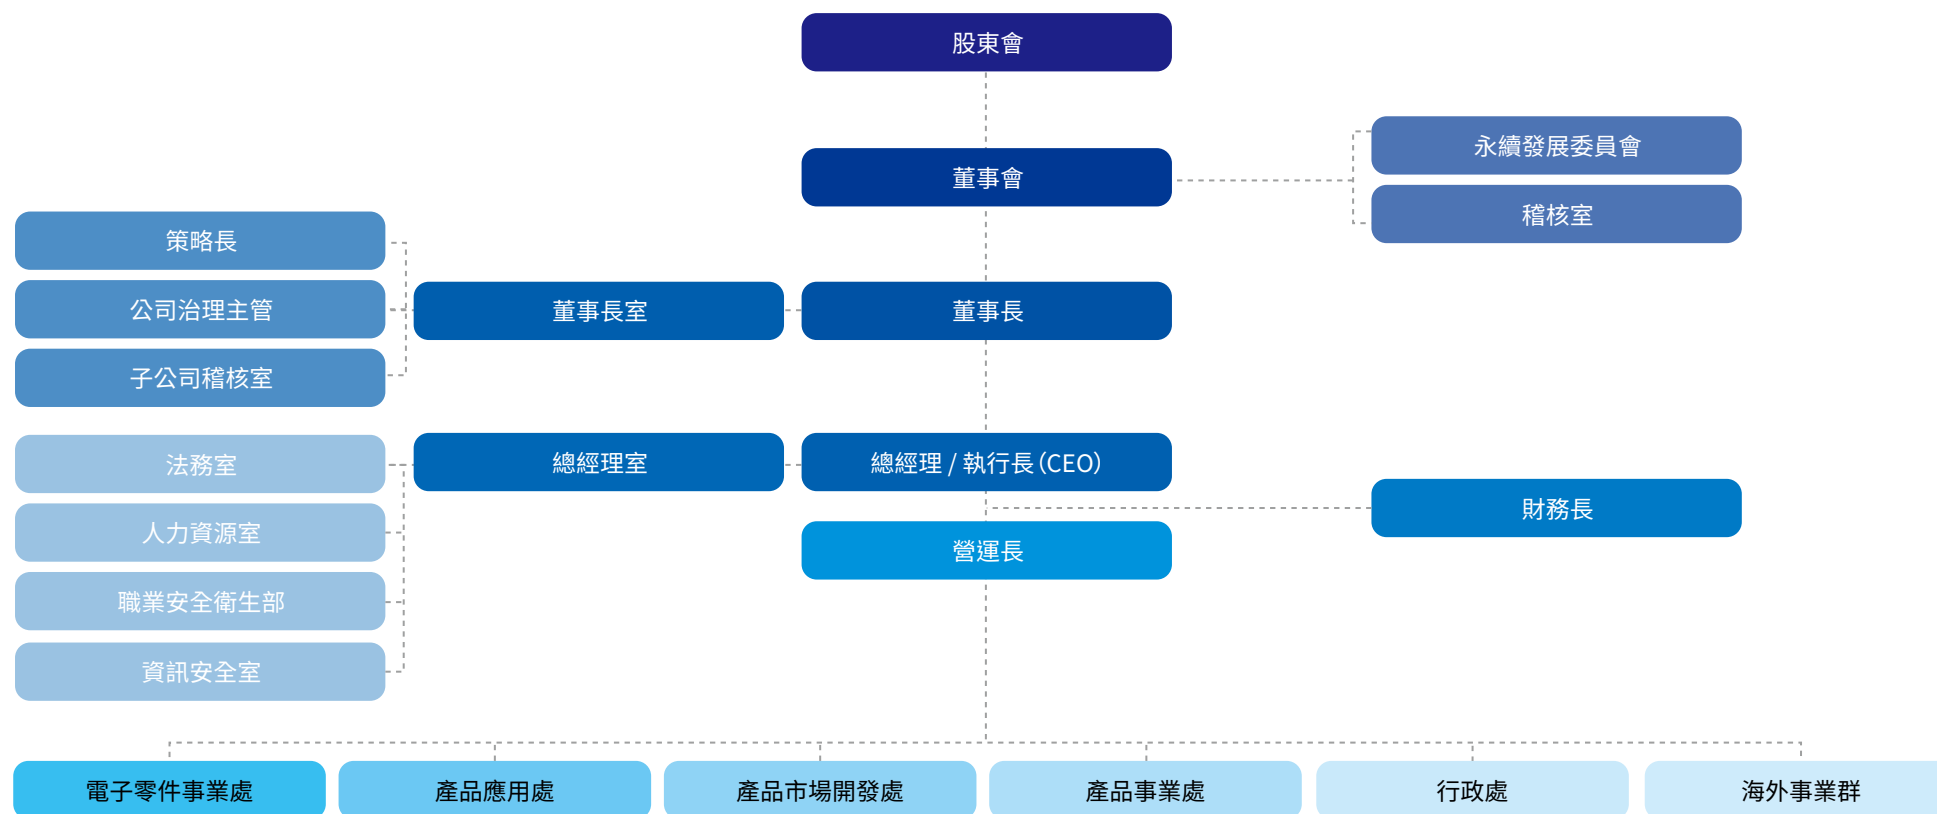 股東會
永續發展委員會
董事會
稽核室
策略長
公司治理主管
董事長室
董事長
子公司稽核室
法務室
總經理室
總經理 / 執行長（CEO）
財務長
人力資源室
營運長
職業安全衛生部
資訊安全室
電子零件事業處
產品應用處
產品市場開發處
產品事業處
行政處
海外事業群